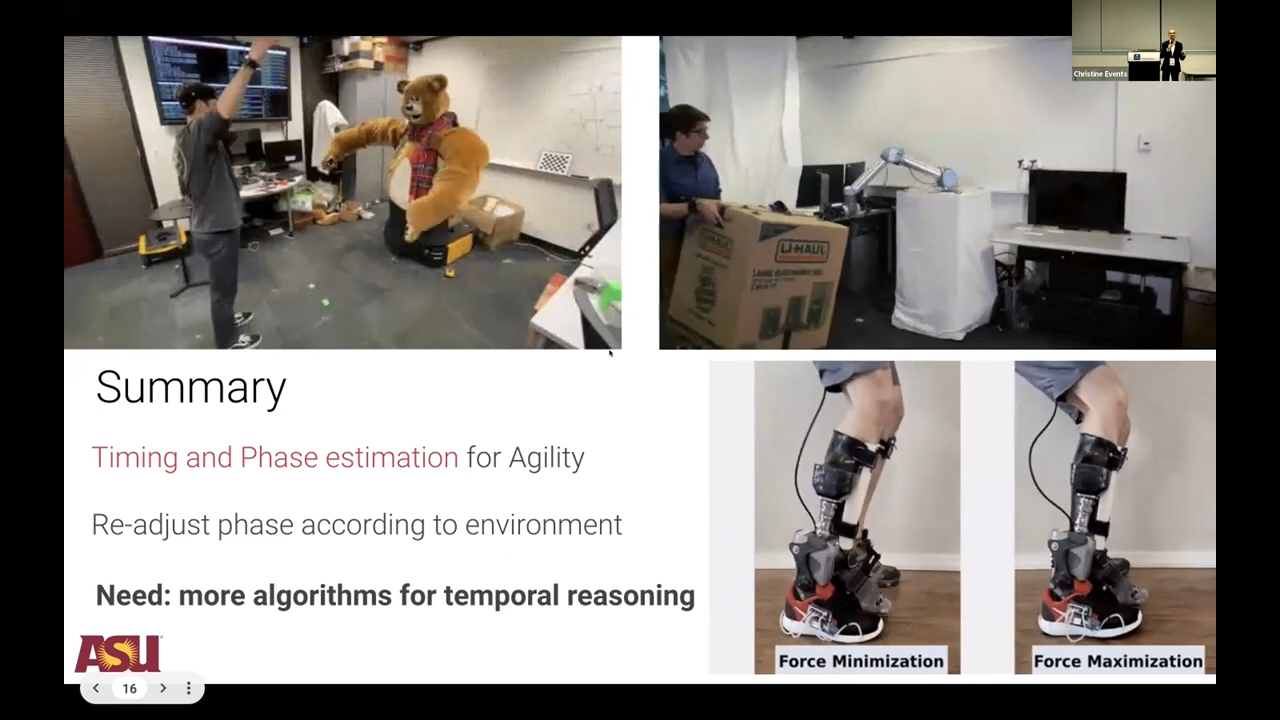 Christine Events
U-HAUL
Summary
Timing and Phase estimation for Agility
Re-adjust phase according to environment
Need: more algorithms for temporal reasoning
ASU
16
Force Minimization
Force Maximization